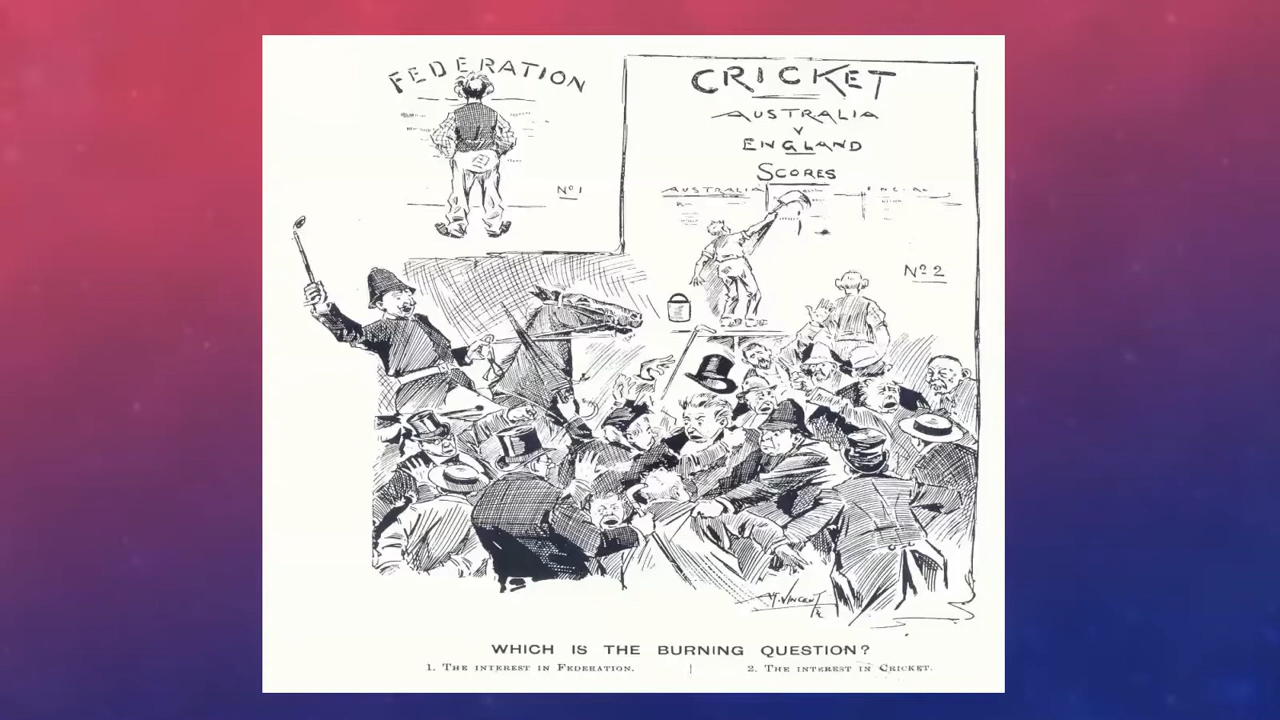 FEDERATION
No 1
CRICKET
AUSTRALIA
V
ENGLAND
SCORES
AUSTRALIA
No 2
A. VINCENT
WHICH IS THE BURNING QUESTION?
1. THE INTEREST IN FEDERATION.
2. THE INTEREST IN CRICKET.